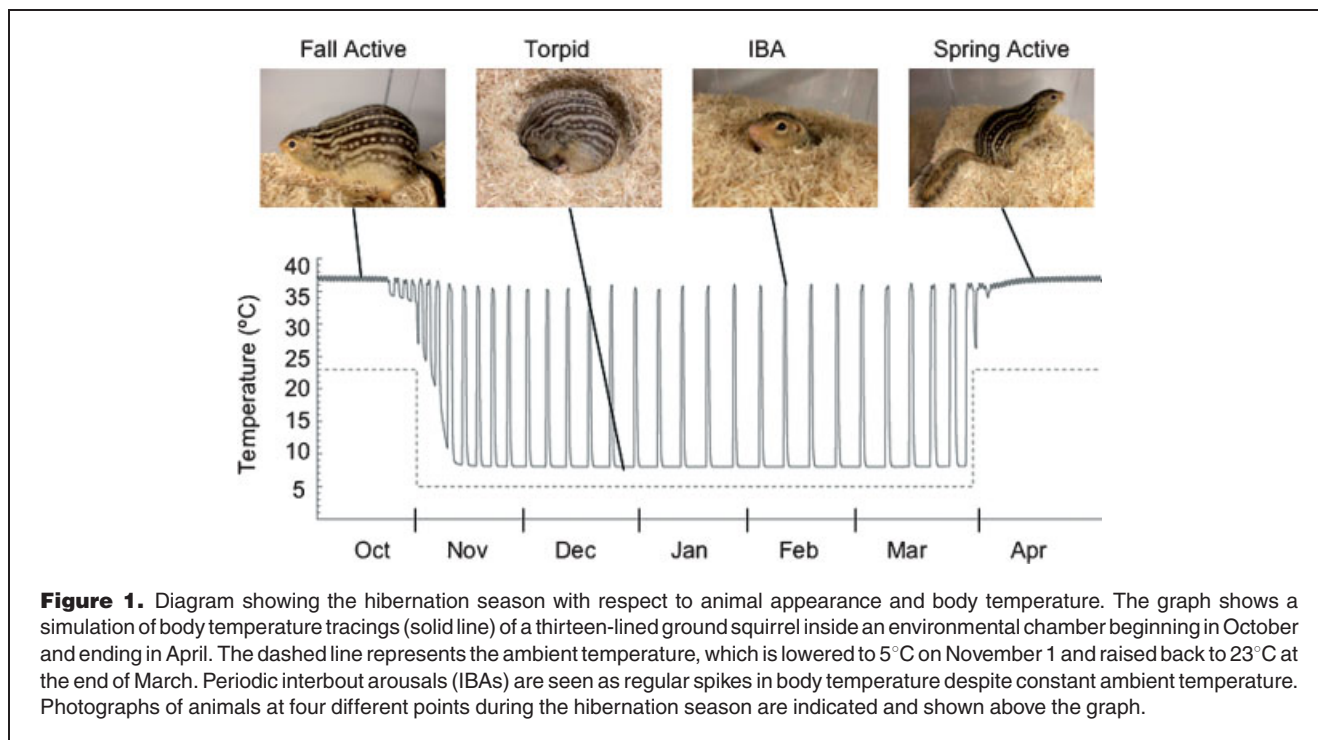 Fall Active Torpid IBA Spring Active
40
35
30
25
20
15
10
5
Temperature (ºC)
Oct Nov Dec Jan Feb Mar Apr
Figure 1. Diagram showing the hibernation season with respect to animal appearance and body temperature. The graph shows a
simulation of body temperature tracings (solid line) of a thirteen-lined ground squirrel inside an environmental chamber beginning in October
and ending in April. The dashed line represents the ambient temperature, which is lowered to 5°C on November 1 and raised back to 23°C at
the end of March. Periodic interbout arousals (IBAs) are seen as regular spikes in body temperature despite constant ambient temperature.
Photographs of animals at four different points during the hibernation season are indicated and shown above the graph.